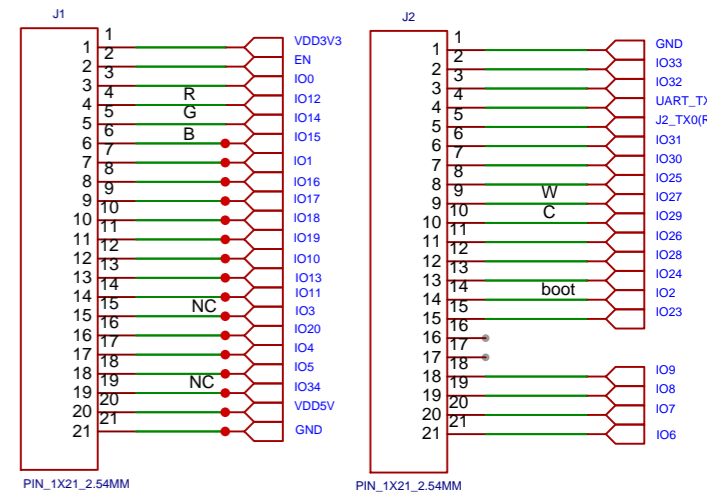 J1
1 1 VDD3V3
2 2 EN
3 3 IO0
4 4 R IO12
5 5 G IO14
6 6 B IO15
7 7 IO1
8 8 IO16
9 9 IO17
10 10 IO18
11 11 IO19
12 12 IO10
13 13 IO13
14 14 IO11
15 15 NC IO3
16 16 IO20
17 17 IO4
18 18 IO5
19 19 NC IO34
20 20 VDD5V
21 21 GND
PIN_1X21_2.54MM
J2
1 1 GND
2 2 IO33
3 3 IO32
4 4 UART_TX
5 5 J2_TX0(R
6 6 IO31
7 7 IO30
8 8 IO25
9 9 W IO27
10 10 C IO29
11 11 IO26
12 12 IO28
13 13 IO24
14 14 boot IO2
15 15 IO23
16 16
17 17
18 18 IO9
19 19 IO8
20 20 IO7
21 21 IO6
PIN_1X21_2.54MM